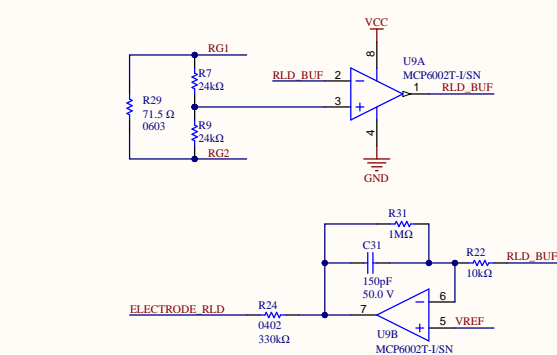 VCC
RG1
U9A
MCP6002T-I/SN
8
R7
24kΩ
RLD_BUF
2
1
RLD_BUF
R29
71.5 Ω
0603
3
R9
24kΩ
4
RG2
GND
R31
1MΩ
C31
150pF
50.0 V
R22
10kΩ
RLD_BUF
6
ELECTRODE_RLD
R24
0402
330kΩ
7
5
VREF
U9B
MCP6002T-I/SN